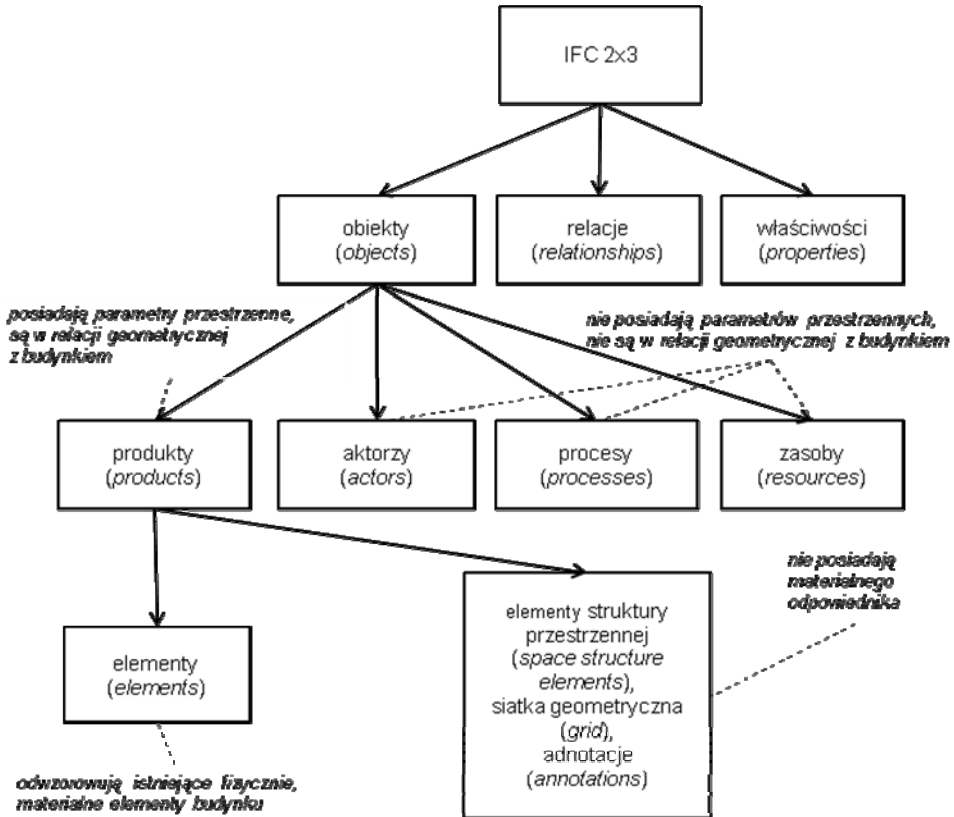 IFC 2x3
obiekty
(objects)
relacje
(relationships)
właściwości
(properties)
posiadają parametry przestrzenne,
są w relacji geometrycznej
z budynkiem
nie posiadają parametrów przestrzennych,
nie są w relacji geometrycznej z budynkiem
produkty
(products)
aktorzy
(actors)
procesy
(processes)
zasoby
(resources)
nie posiadają
materialnego
odpowiednika
elementy
(elements)
elementy struktury
przestrzennej
(space structure
elements),
siatka geometryczna
(grid),
adnotacje
(annotations)
odwzorowują istniejące fizycznie,
materialne elementy budynku